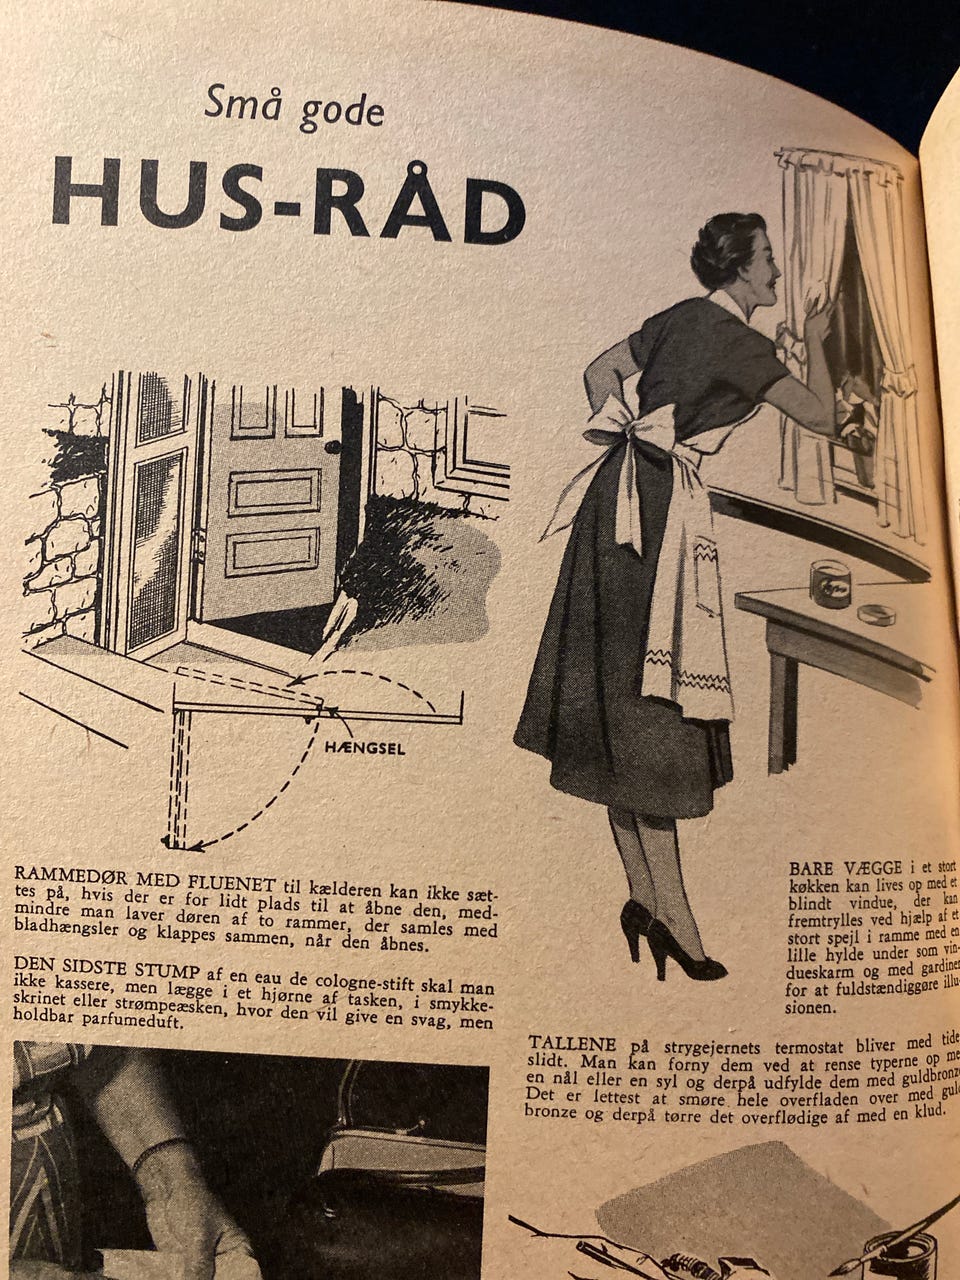 Små gode
HUS-RÅD
HÆNGSEL
RAMMEDØR MED FLUENET til kælderen kan ikke sæt-
tes på, hvis der er for lidt plads til at åbne den, med-
mindre man laver døren af to rammer, der samles med
bladhængsler og klappes sammen, når den åbnes.
DEN SIDSTE STUMP af en eau de cologne-stift skal man
ikke kassere, men lægge i et hjørne af tasken, i smykke-
skrinet eller strømpeæsken, hvor den vil give en svag, men
holdbar parfumeduft.
BARE VÆGGE i et stort
køkken kan lives op med et
blindt vindue, der kan
fremtrylles ved hjælp af et
stort spejl i ramme med en
lille hylde under som vin-
dueskarm og med gardiner
for at fuldstændiggøre illu-
sionen.
TALLENE på strygejernets termostat bliver med tide
slidt. Man kan forny dem ved at rense typerne op me
en nål eller en syl og derpå udfylde dem med guldbronz
Det er lettest at smøre hele overfladen over med gul
bronze og derpå tørre det overflødige af med en klud.